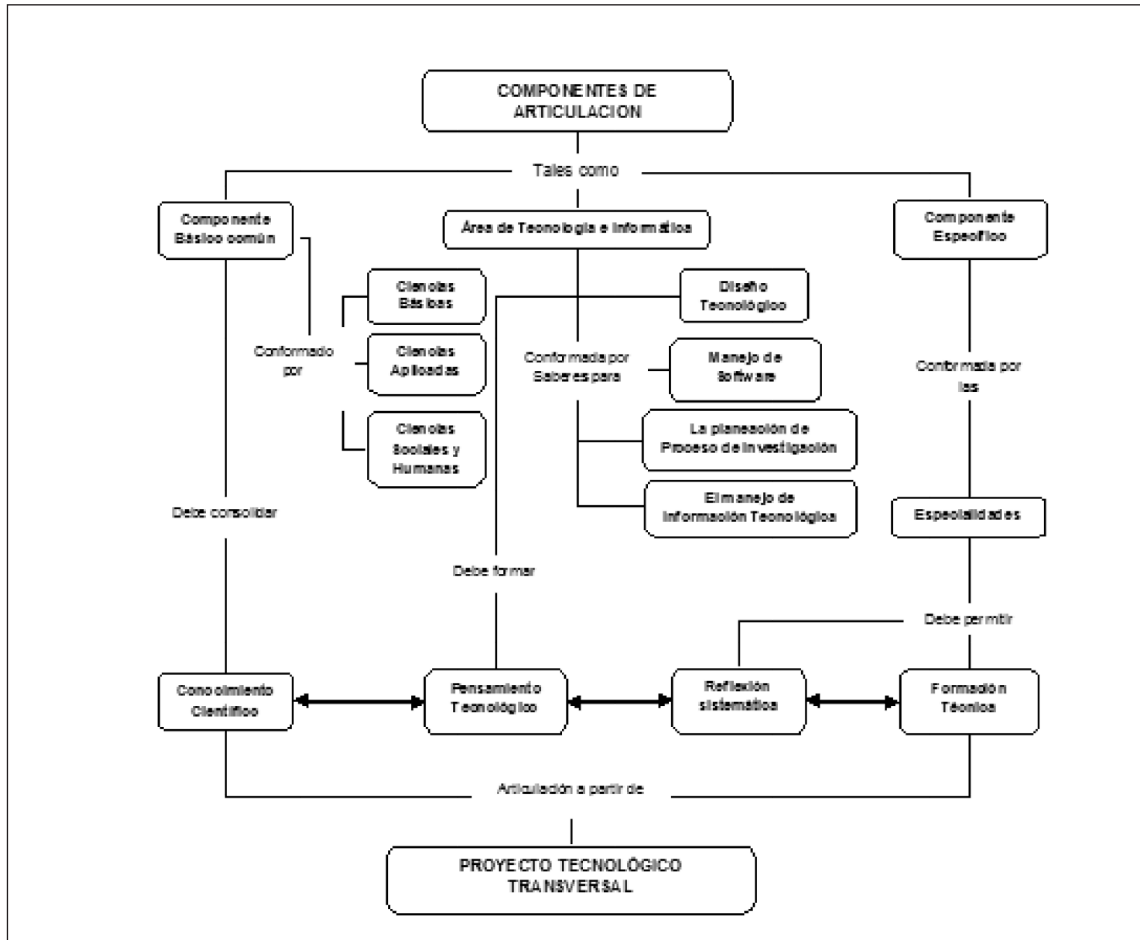 COMPONENTES DE
ARTICULACION
Tales como
Componente
Básico común
Área de Tecnología e Informática
Componente
Específico
Ciencias
Básicas
Diseño
Tecnológico
Conformado
por
Ciencias
Aplicadas
Conformada por
Saberes para
Manejo de
Software
Conformada por
las
Ciencias
Sociales y
Humanas
La planeación de
Proceso de Investigación
El manejo de
Información Tecnológica
Especialidades
Debe consolidar
Debe formar
Debe permitir
Conocimiento
Científico
Pensamiento
Tecnológico
Reflexión
sistemática
Formación
Técnica
Articulación a partir de
PROYECTO TECNOLÓGICO
TRANSVERSAL